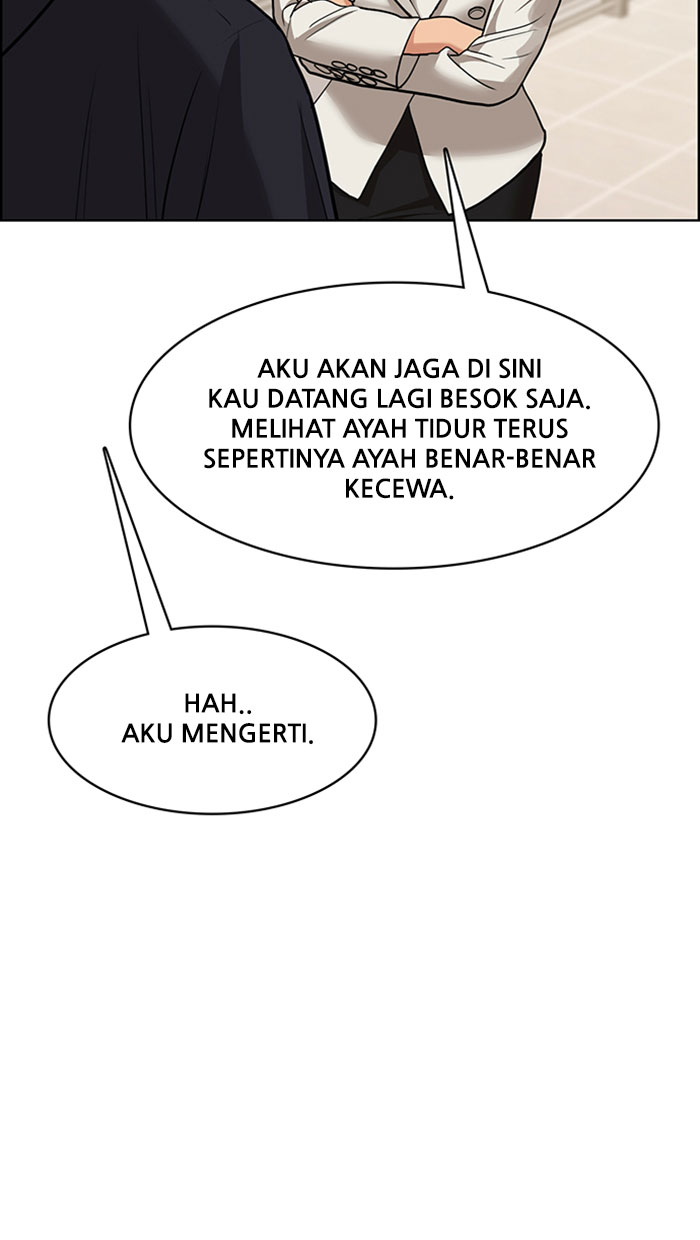 AKU AKAN JAGA DI SINI
KAU DATANG LAGI BESOK SAJA.
MELIHAT AYAH TIDUR TERUS
SEPERTINYA AYAH BENAR-BENAR
KECEWA.
HAH..
AKU MENGERTI.